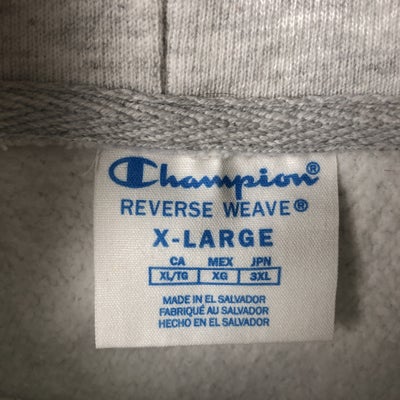 Champion®
REVERSE WEAVE®
X-LARGE
CA MEX JPN
XL/TG XG 3XL
MADE IN EL SALVADOR
FABRIQUÉ AU SALVADOR
HECHO EN EL SALVADOR